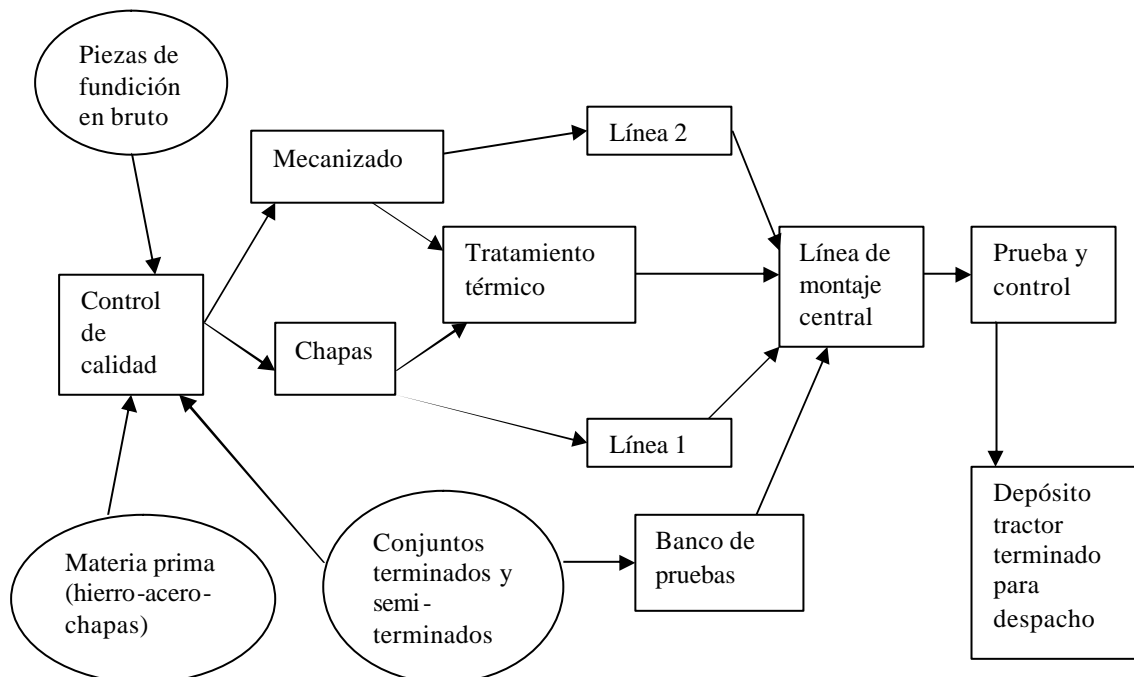 Piezas de
fundición
en bruto
Mecanizado
Línea 2
Control
de
calidad
Tratamiento
térmico
Línea de
montaje
central
Prueba y
control
Chapas
Línea 1
Materia prima
(hierro-acero-
chapas)
Conjuntos
terminados y
semi-
terminados
Banco de
pruebas
Depósito
tractor
terminado
para
despacho